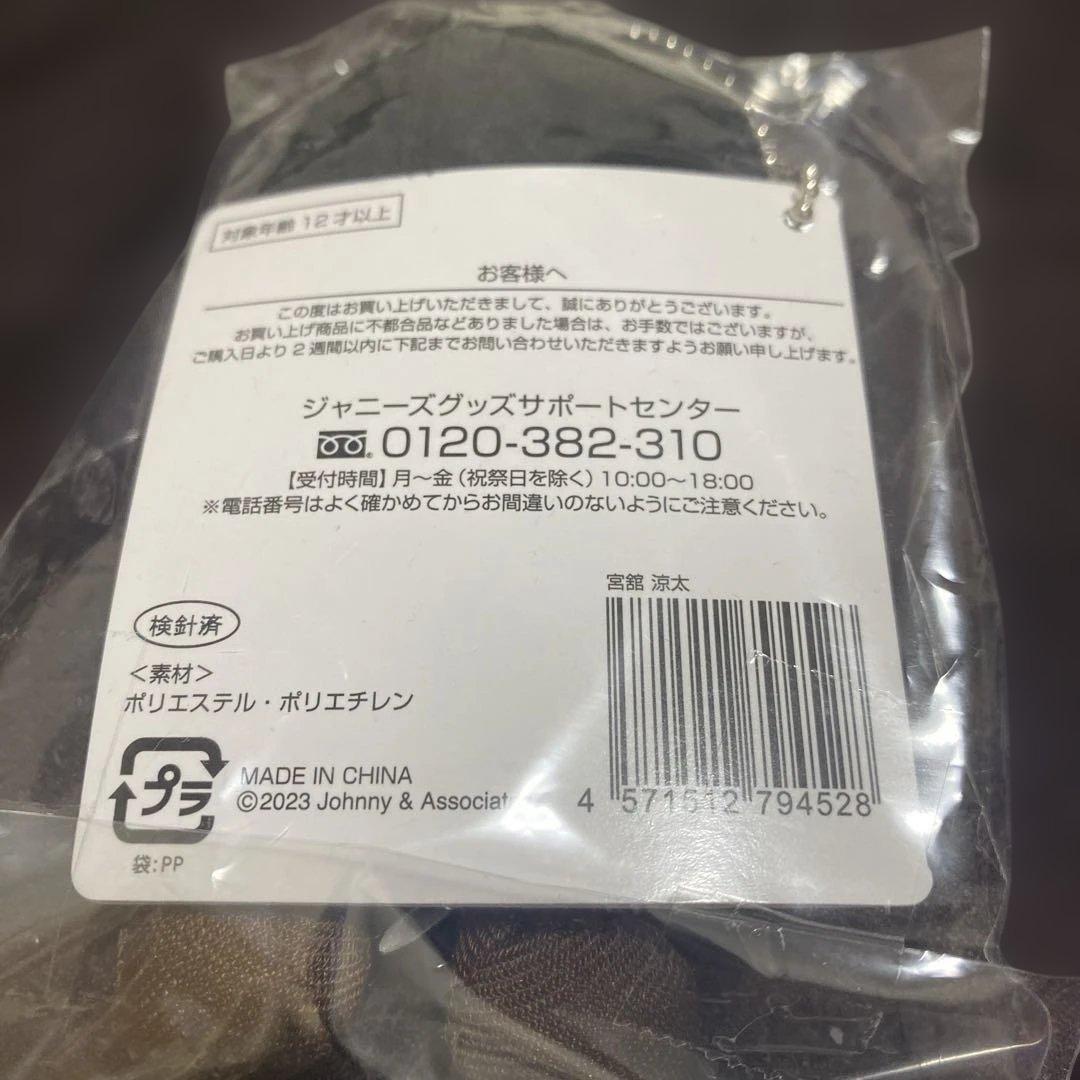 対象年齢 12才以上
お客様へ
この度はお買い上げいただきまして、誠にありがとうございます。
お買い上げ商品に不都合品などありました場合は、お手数ではございますが、
ご購入日より2週間以内に下記までお問い合わせいただきますようお願い申し上げます。
ジャニーズグッズサポートセンター
0120-382-310
【受付時間】月～金(祝祭日を除く)10:00～18:00
※電話番号はよく確かめてからお間違いのないようにご注意ください。
宮舘 涼太
検針済
＜素材＞
ポリエステル・ポリエチレン
プラ
MADE IN CHINA
©2023 Johnny & Associat
4 571512 794528
袋:PP